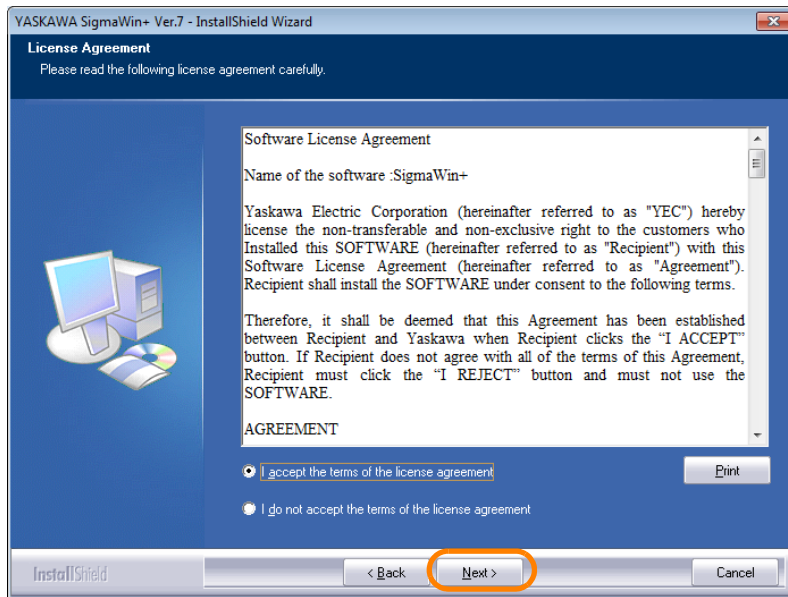 YASKAWA SigmaWin+ Ver.7 - InstallShield Wizard
License Agreement
Please read the following license agreement carefully.
Software License Agreement
Name of the software :SigmaWin+
Yaskawa Electric Corporation (hereinafter referred to as "YEC") hereby
license the non-transferable and non-exclusive right to the customers who
Installed this SOFTWARE (hereinafter referred to as "Recipient") with this
Software License Agreement (hereinafter referred to as "Agreement").
Recipient shall install the SOFTWARE under consent to the following terms.
Therefore, it shall be deemed that this Agreement has been established
between Recipient and Yaskawa when Recipient clicks the “I ACCEPT”
button. If Recipient does not agree with all of the terms of this Agreement,
Recipient must click the “I REJECT” button and must not use the
SOFTWARE.
AGREEMENT
I accept the terms of the license agreement
Print
I do not accept the terms of the license agreement
InstallShield
< Back
Next >
Cancel